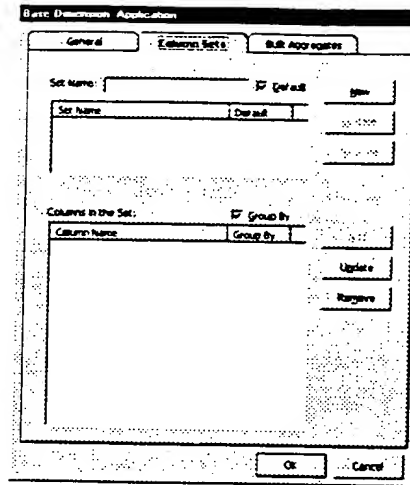 Base Dimension Application
General Column Sets Built Aggregates
Set Name: Default New
Set Name Default
Columns in the Set: Group By
Column Name Group By
Update
Remove
OK Cancel